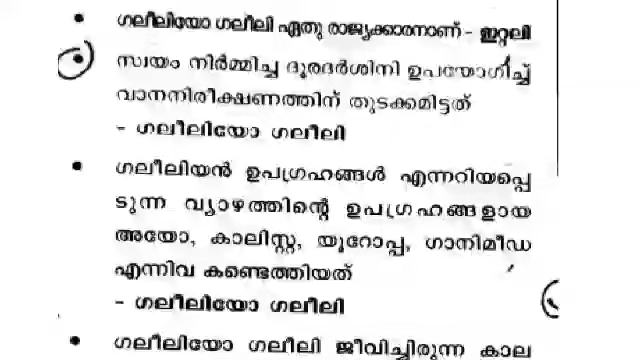 • ഗലീലിയോ ഗലീലി ഏതു രാജ്യക്കാരനാണ് - ഇറ്റലി
• സ്വയം നിർമ്മിച്ച ദൂരദർശിനി ഉപയോഗിച്ച്
വാനനിരീക്ഷണത്തിന് തുടക്കമിട്ടത്
- ഗലീലിയോ ഗലീലി
• ഗലീലിയൻ ഉപഗ്രഹങ്ങൾ എന്നറിയപ്പെ
ടുന്ന വ്യാഴത്തിന്റെ ഉപഗ്രഹങ്ങളായ
അയോ, കാലിസ്റ്റ, യൂറോപ്പ, ഗാനിമീഡ
എന്നിവ കണ്ടെത്തിയത്
- ഗലീലിയോ ഗലീലി
• ഗലീലിയോ ഗലീലി ജീവിച്ചിരുന്ന കാല